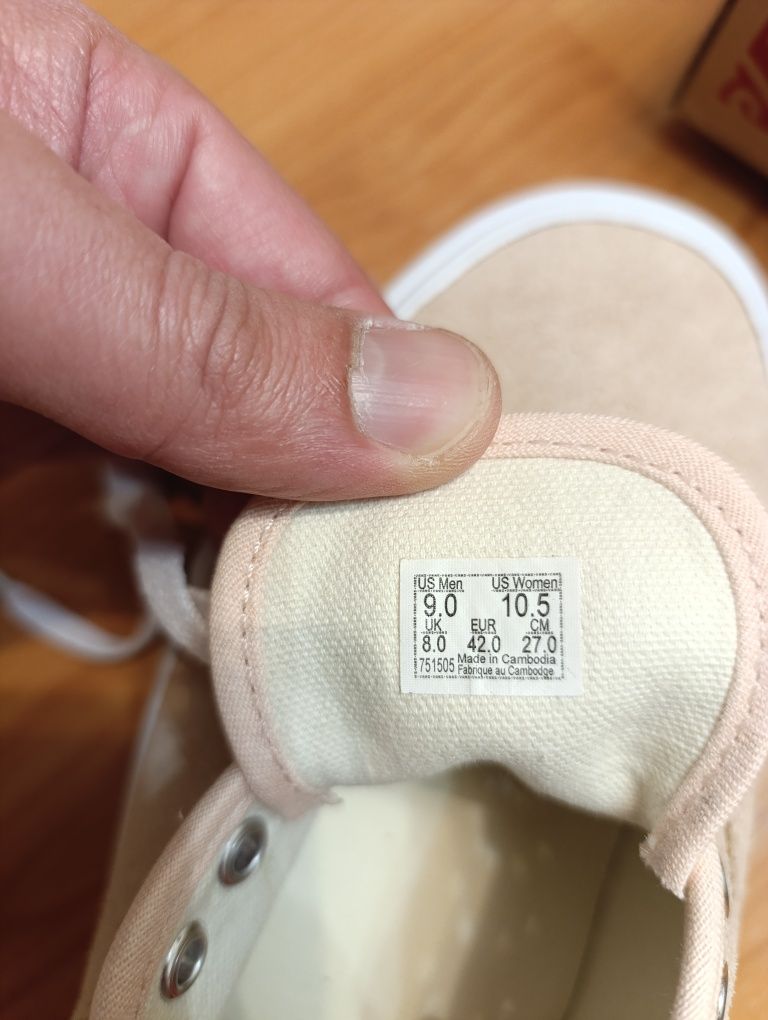 US Men US Women
9.0 10.5
UK EUR CM
8.0 42.0 27.0
751505 Made in Cambodia
Fabrique au Cambodge